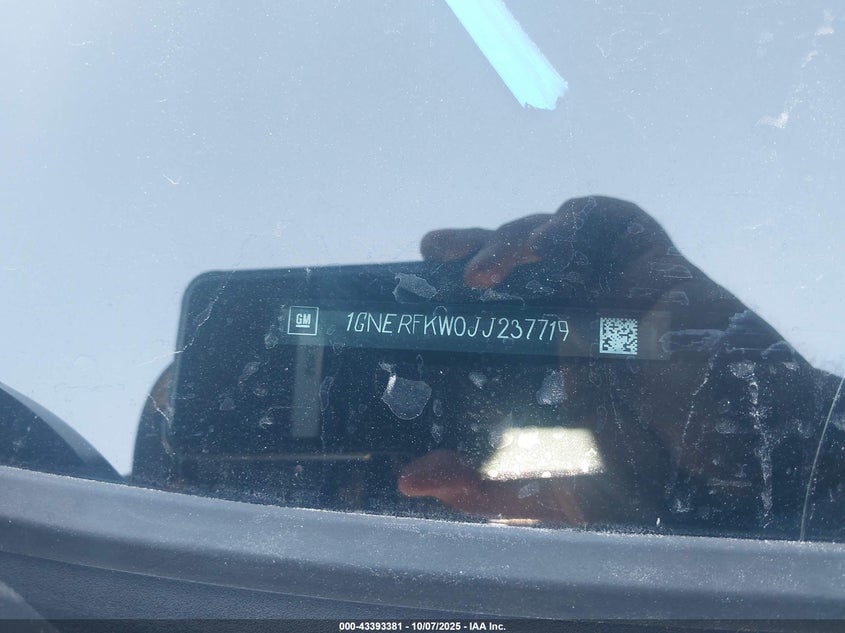 GM 1GNERFKW0JJ237719
000-43393381 - 10/07/2025 - IAA Inc.